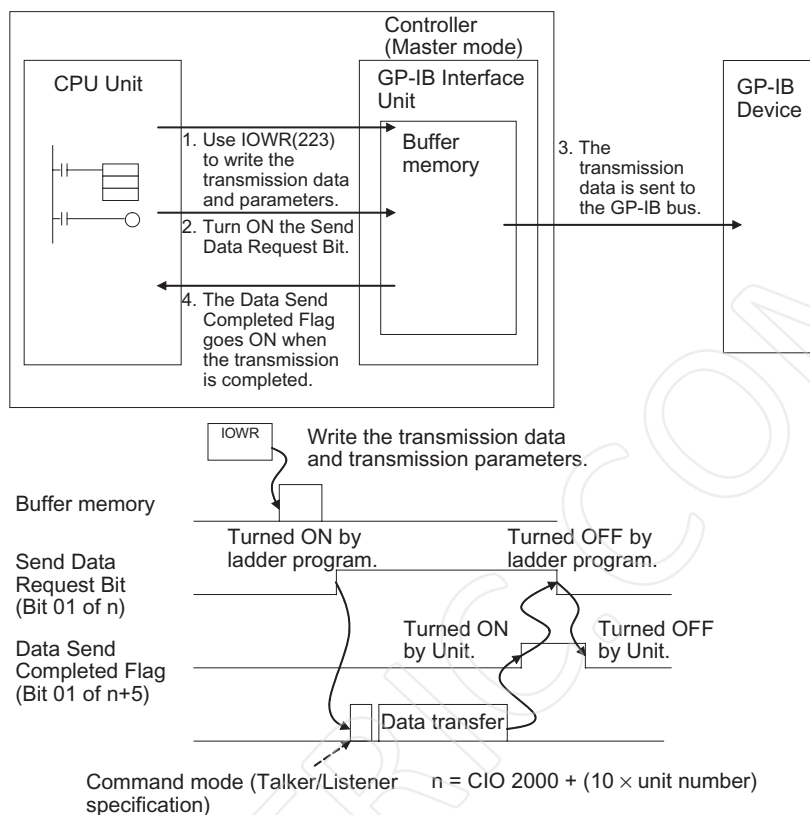 Controller
(Master mode)
CPU Unit
GP-IB Interface
Unit
Buffer
memory
GP-IB
Device
1. Use IOWR(223)
to write the
transmission data
and parameters.
2. Turn ON the Send
Data Request Bit.
3. The
transmission
data is sent to
the GP-IB bus.
4. The Data Send
Completed Flag
goes ON when
the transmission
is completed.
IOWR
Write the transmission data
and transmission parameters.
Buffer memory
Turned ON by
ladder program.
Turned OFF by
ladder program.
Send Data
Request Bit
(Bit 01 of n)
Turned ON
by Unit.
Turned OFF
by Unit.
Data Send
Completed Flag
(Bit 01 of n+5)
Data transfer
Command mode (Talker/Listener
specification)
n = CIO 2000 + (10 × unit number)
ERIC.COM